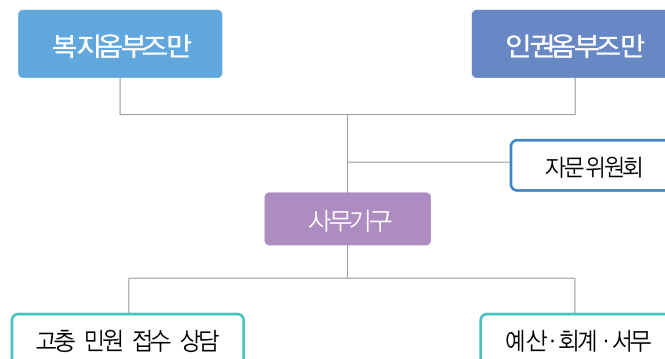 복지옴부즈만
인권옴부즈만
자문위원회
사무기구
고충 민원 접수 상담
예산·회계·서무